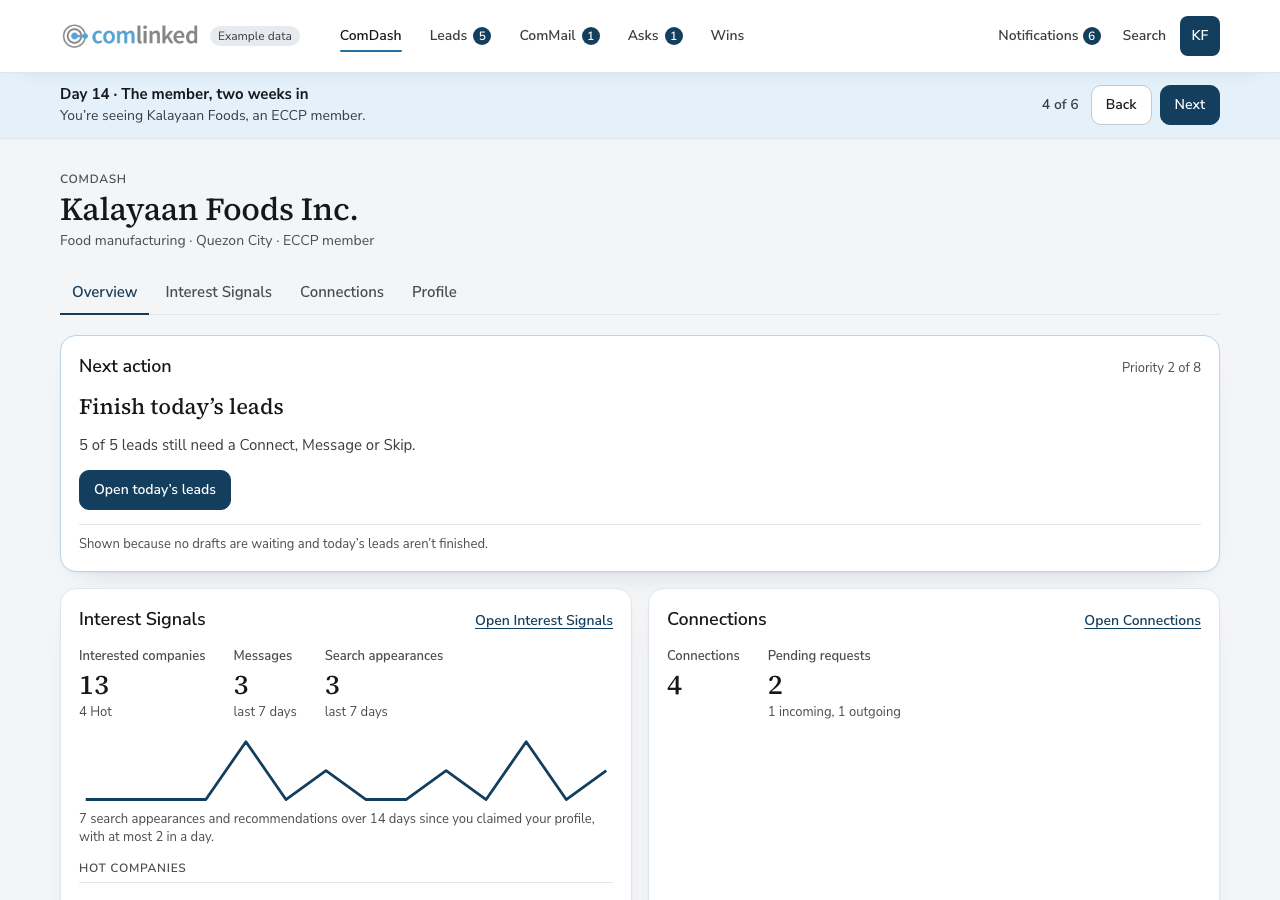 comlinked
Example data
ComDash
Leads 5
ComMail 1
Asks 1
Wins
Notifications 6
Search
KF
Day 14 · The member, two weeks in
You’re seeing Kalayaan Foods, an ECCP member.
4 of 6
Back
Next
COMDASH
Kalayaan Foods Inc.
Food manufacturing · Quezon City · ECCP member
Overview
Interest Signals
Connections
Profile
Next action
Priority 2 of 8
Finish today’s leads
5 of 5 leads still need a Connect, Message or Skip.
Open today’s leads
Shown because no drafts are waiting and today’s leads aren’t finished.
Interest Signals
Open Interest Signals
Interested companies
13
4 Hot
Messages
3
last 7 days
Search appearances
3
last 7 days
7 search appearances and recommendations over 14 days since you claimed your profile,
with at most 2 in a day.
HOT COMPANIES
Connections
Open Connections
Connections
4
Pending requests
2
1 incoming, 1 outgoing